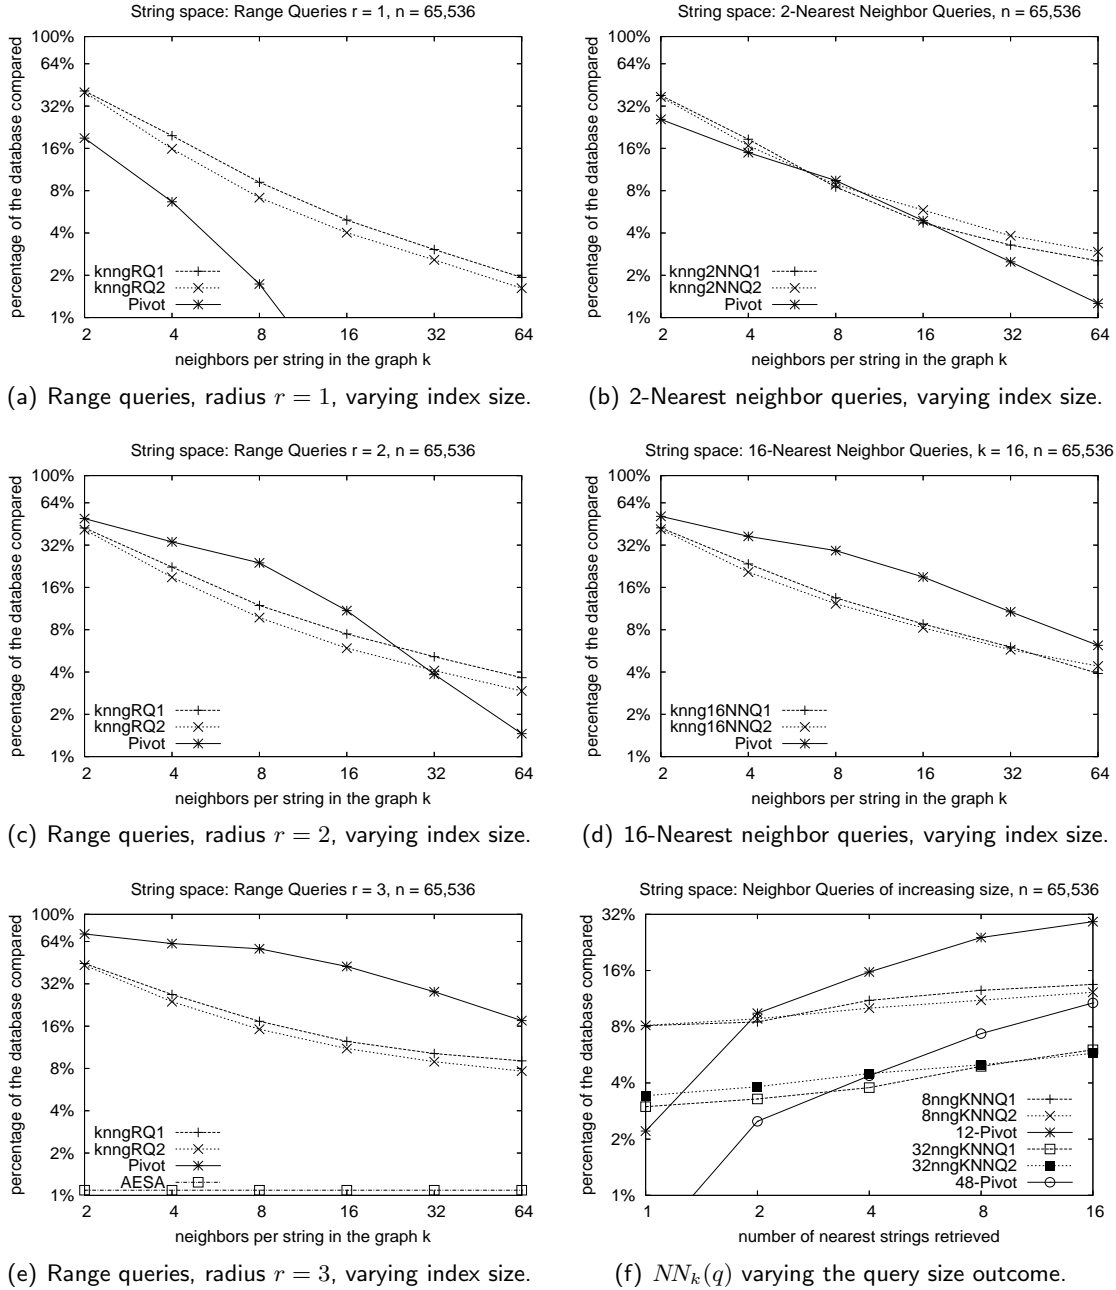 String space: Range Queries r = 1, n = 65,536
percentage of the database compared
100%
64%
32%
16%
8%
4%
2%
1%
knngRQ1
knngRQ2
Pivot
2 4 8 16 32 64
neighbors per string in the graph k
(a) Range queries, radius r = 1, varying index size.
String space: 2-Nearest Neighbor Queries, n = 65,536
percentage of the database compared
100%
64%
32%
16%
8%
4%
2%
1%
knng2NNQ1
knng2NNQ2
Pivot
2 4 8 16 32 64
neighbors per string in the graph k
(b) 2-Nearest neighbor queries, varying index size.
String space: Range Queries r = 2, n = 65,536
percentage of the database compared
100%
64%
32%
16%
8%
4%
2%
1%
knngRQ1
knngRQ2
Pivot
2 4 8 16 32 64
neighbors per string in the graph k
(c) Range queries, radius r = 2, varying index size.
String space: 16-Nearest Neighbor Queries, k = 16, n = 65,536
percentage of the database compared
100%
64%
32%
16%
8%
4%
2%
1%
knng16NNQ1
knng16NNQ2
Pivot
2 4 8 16 32 64
neighbors per string in the graph k
(d) 16-Nearest neighbor queries, varying index size.
String space: Range Queries r = 3, n = 65,536
percentage of the database compared
100%
64%
32%
16%
8%
4%
2%
1%
knngRQ1
knngRQ2
Pivot
AESA
2 4 8 16 32 64
neighbors per string in the graph k
(e) Range queries, radius r = 3, varying index size.
String space: Neighbor Queries of increasing size, n = 65,536
percentage of the database compared
32%
16%
8%
4%
2%
1%
8nngKNNQ1
8nngKNNQ2
12-Pivot
32nngKNNQ1
32nngKNNQ2
48-Pivot
1 2 4 8 16
number of nearest strings retrieved
(f) NNk(q) varying the query size outcome.